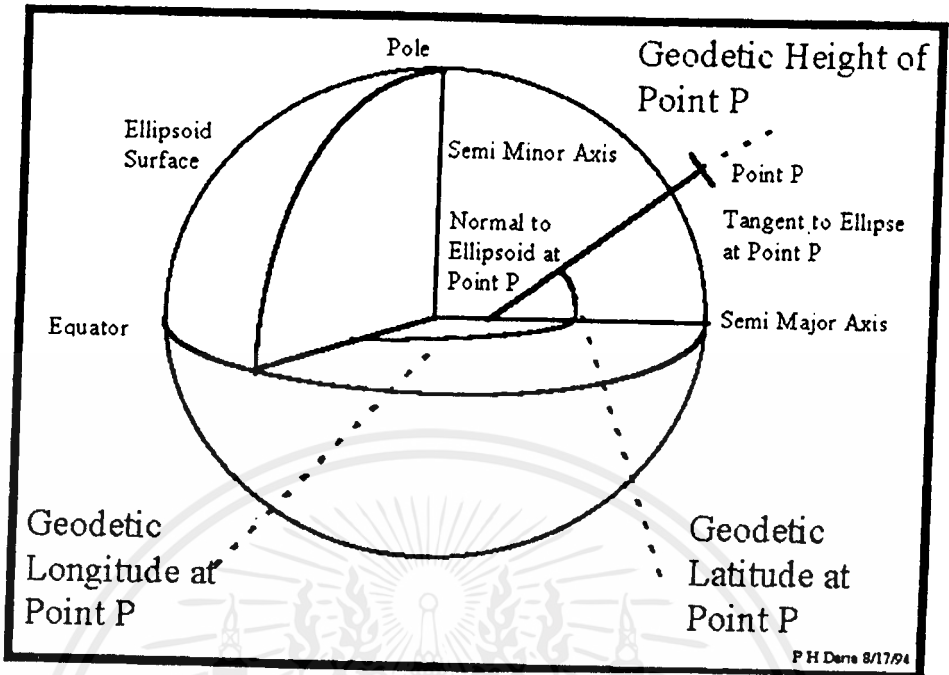 Pole
Geodetic Height of
Point P
Ellipsoid
Surface
Semi Minor Axis
Point P
Normal to
Ellipsoid at
Point P
Tangent to Ellipse
at Point P
Equator
Semi Major Axis
Geodetic
Longitude at
Point P
Geodetic
Latitude at
Point P
P H Dana 8/17/94